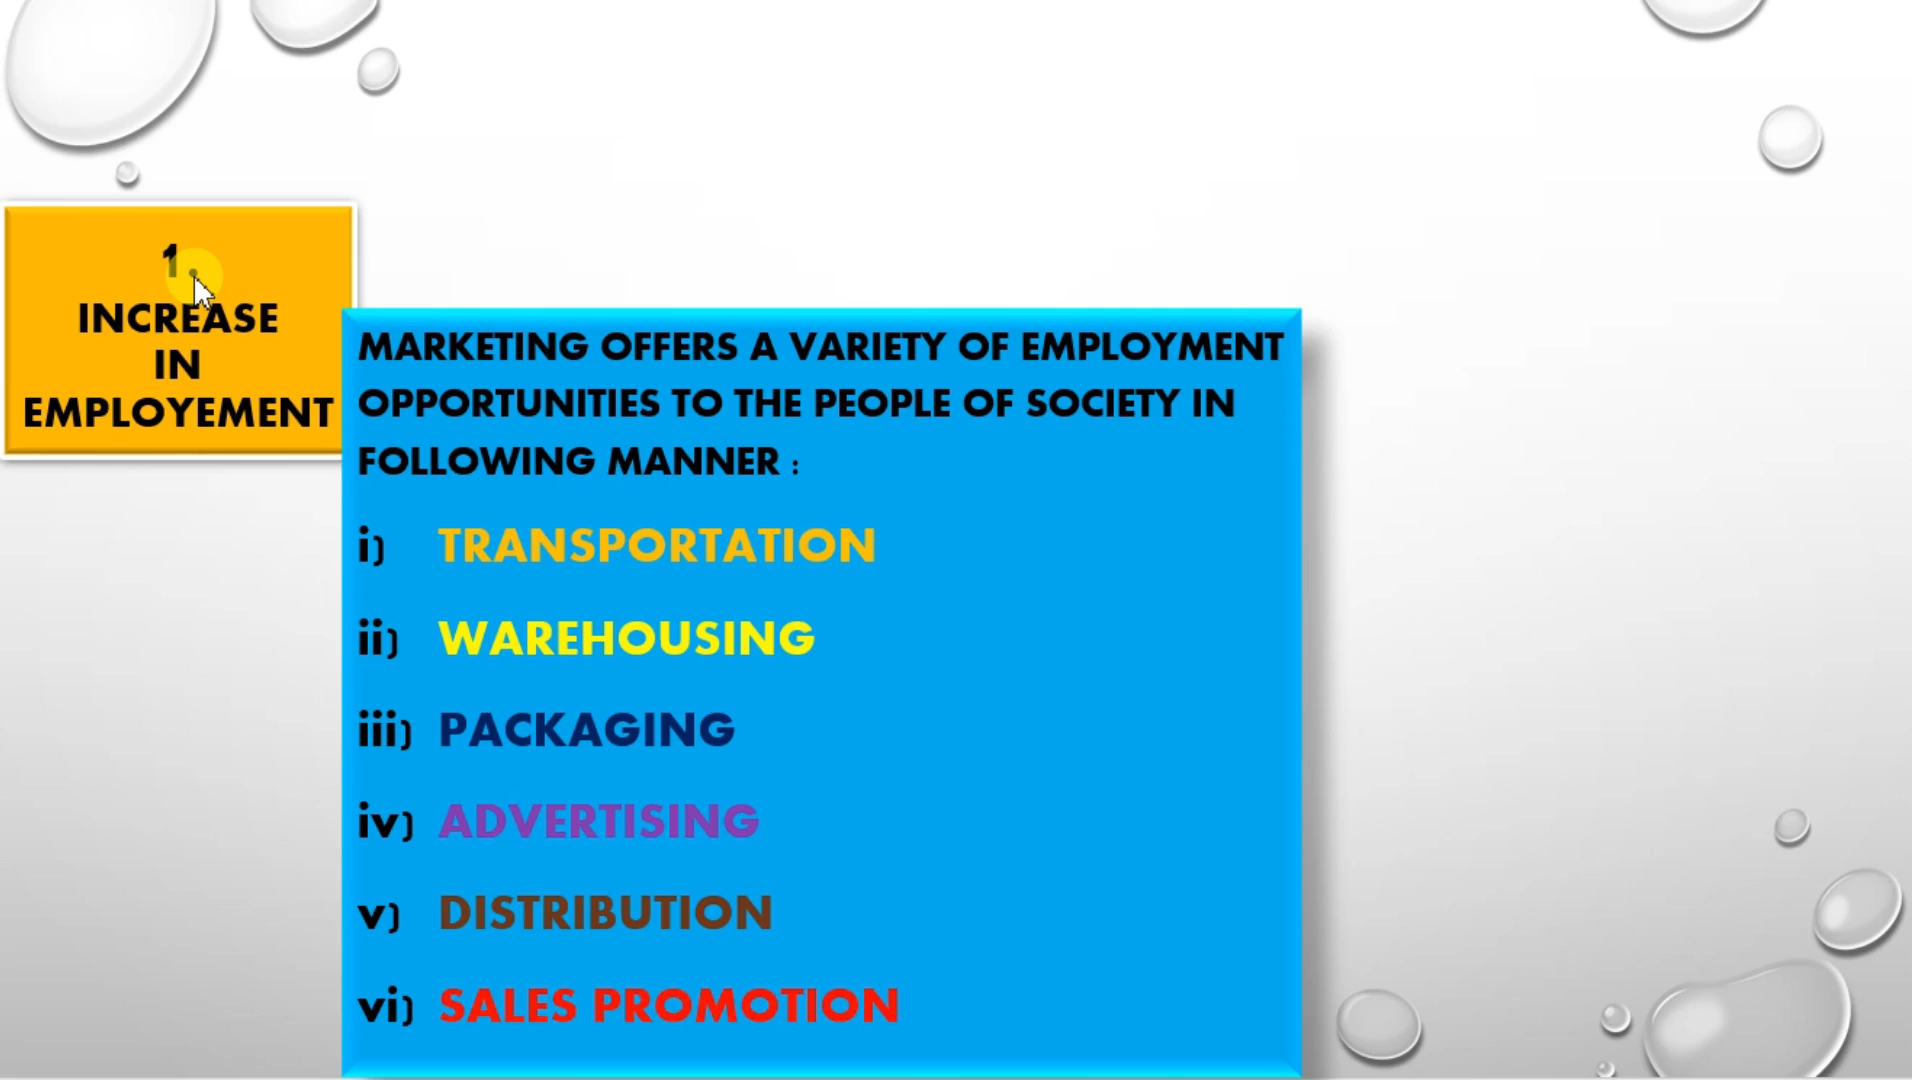 1.
INCREASE
IN
EMPLOYEMENT
MARKETING OFFERS A VARIETY OF EMPLOYMENT
OPPORTUNITIES TO THE PEOPLE OF SOCIETY IN
FOLLOWING MANNER :
i) TRANSPORTATION
ii) WAREHOUSING
iii) PACKAGING
iv) ADVERTISING
v) DISTRIBUTION
vi) SALES PROMOTION